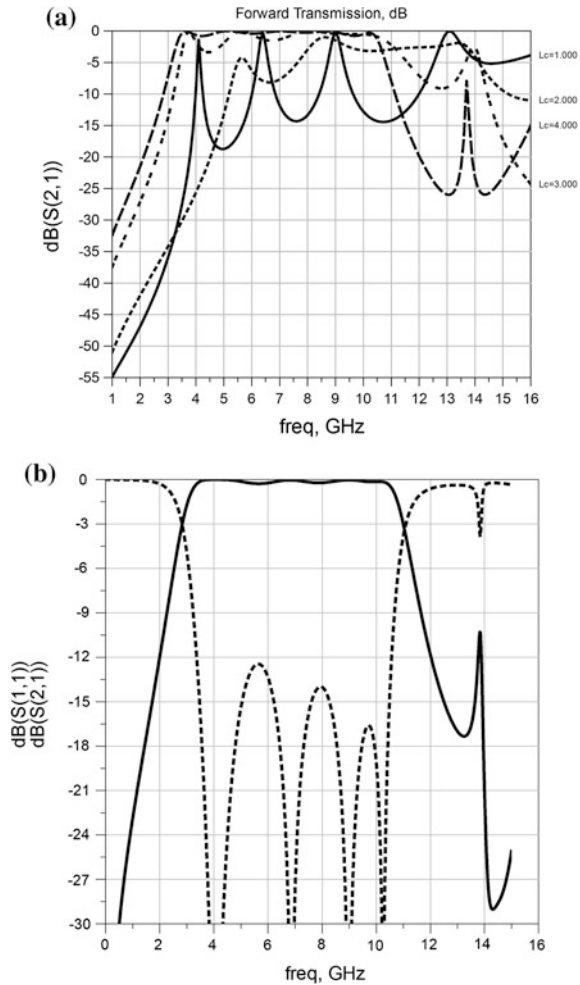 (a)
Forward Transmission, dB
0
-5
-10
-15
-20
-25
-30
-35
-40
-45
-50
-55
dB(S(2,1))
Lc=1.000
Lc=2.000
Lc=4.000
Lc=3.000
1 2 3 4 5 6 7 8 9 10 11 12 13 14 15 16
freq, GHz
(b)
0
-3
-6
-9
-12
-15
-18
-21
-24
-27
-30
dB(S(1,1))
dB(S(2,1))
0 2 4 6 8 10 12 14 16
freq, GHz